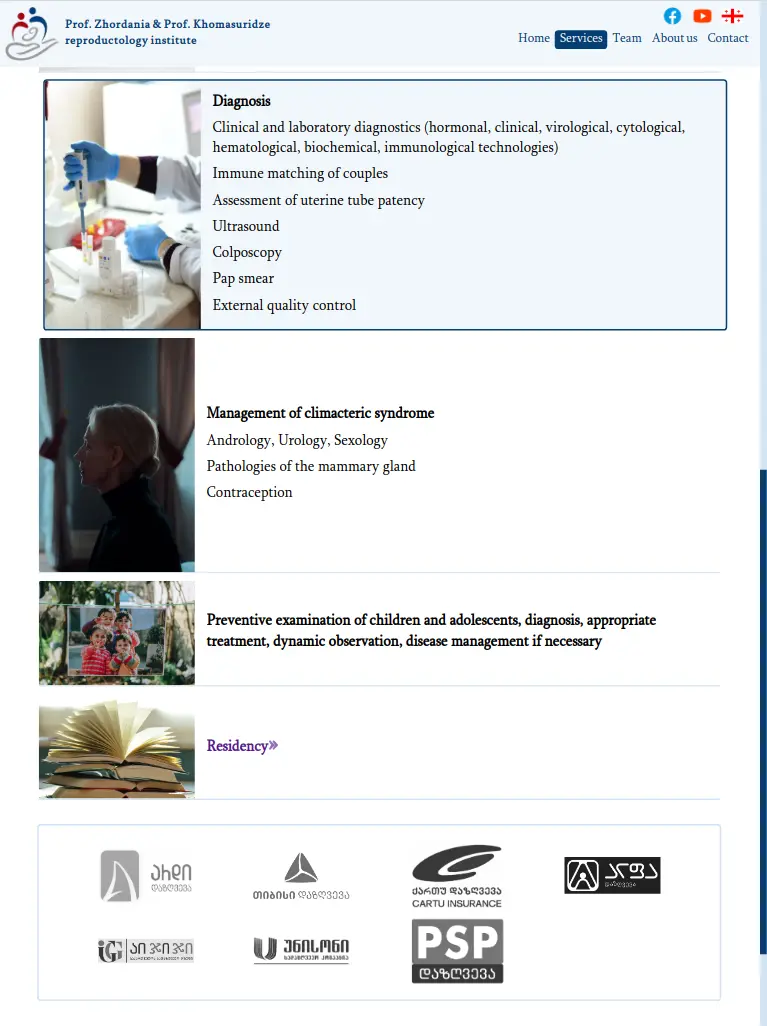 Prof. Zhordania & Prof. Khomasuridze
reproductology institute
Home Services Team About us Contact
Diagnosis
Clinical and laboratory diagnostics (hormonal, clinical, virological, cytological,
hematological, biochemical, immunological technologies)
Immune matching of couples
Assessment of uterine tube patency
Ultrasound
Colposcopy
Pap smear
External quality control
Management of climacteric syndrome
Andrology, Urology, Sexology
Pathologies of the mammary gland
Contraception
Preventive examination of children and adolescents, diagnosis, appropriate
treatment, dynamic observation, disease management if necessary
Residency»
არდი
დაზღვევა
თიბისი დაზღვევა
ქართუ დაზღვევა
CARTU INSURANCE
ალფა
დაზღვევა
iGG აი ჯი ჯი
უნისონი
სადაზღვევო კომპანია
PSP
დაზღვევა